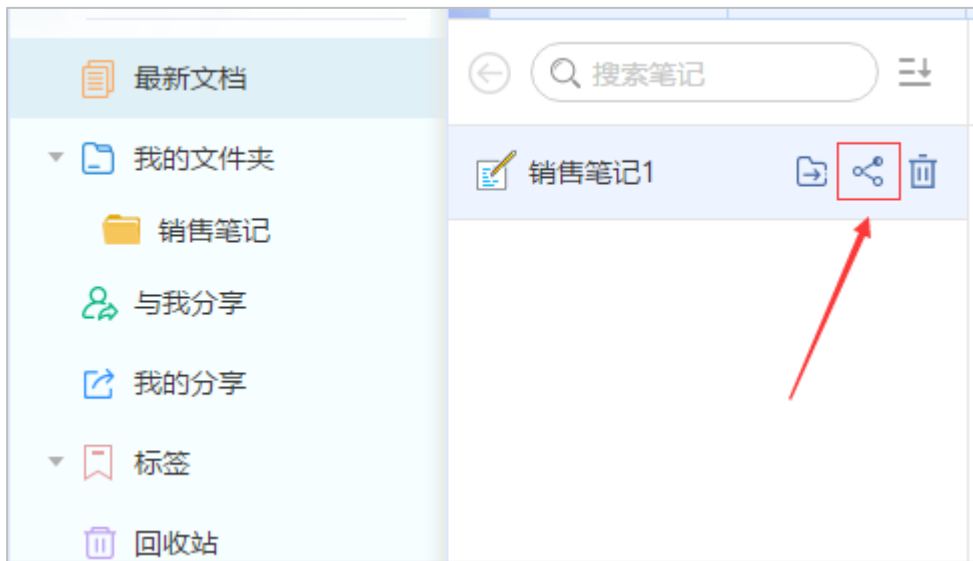 最新文档
我的文件夹
销售笔记
与我分享
我的分享
标签
回收站
搜索笔记
销售笔记1